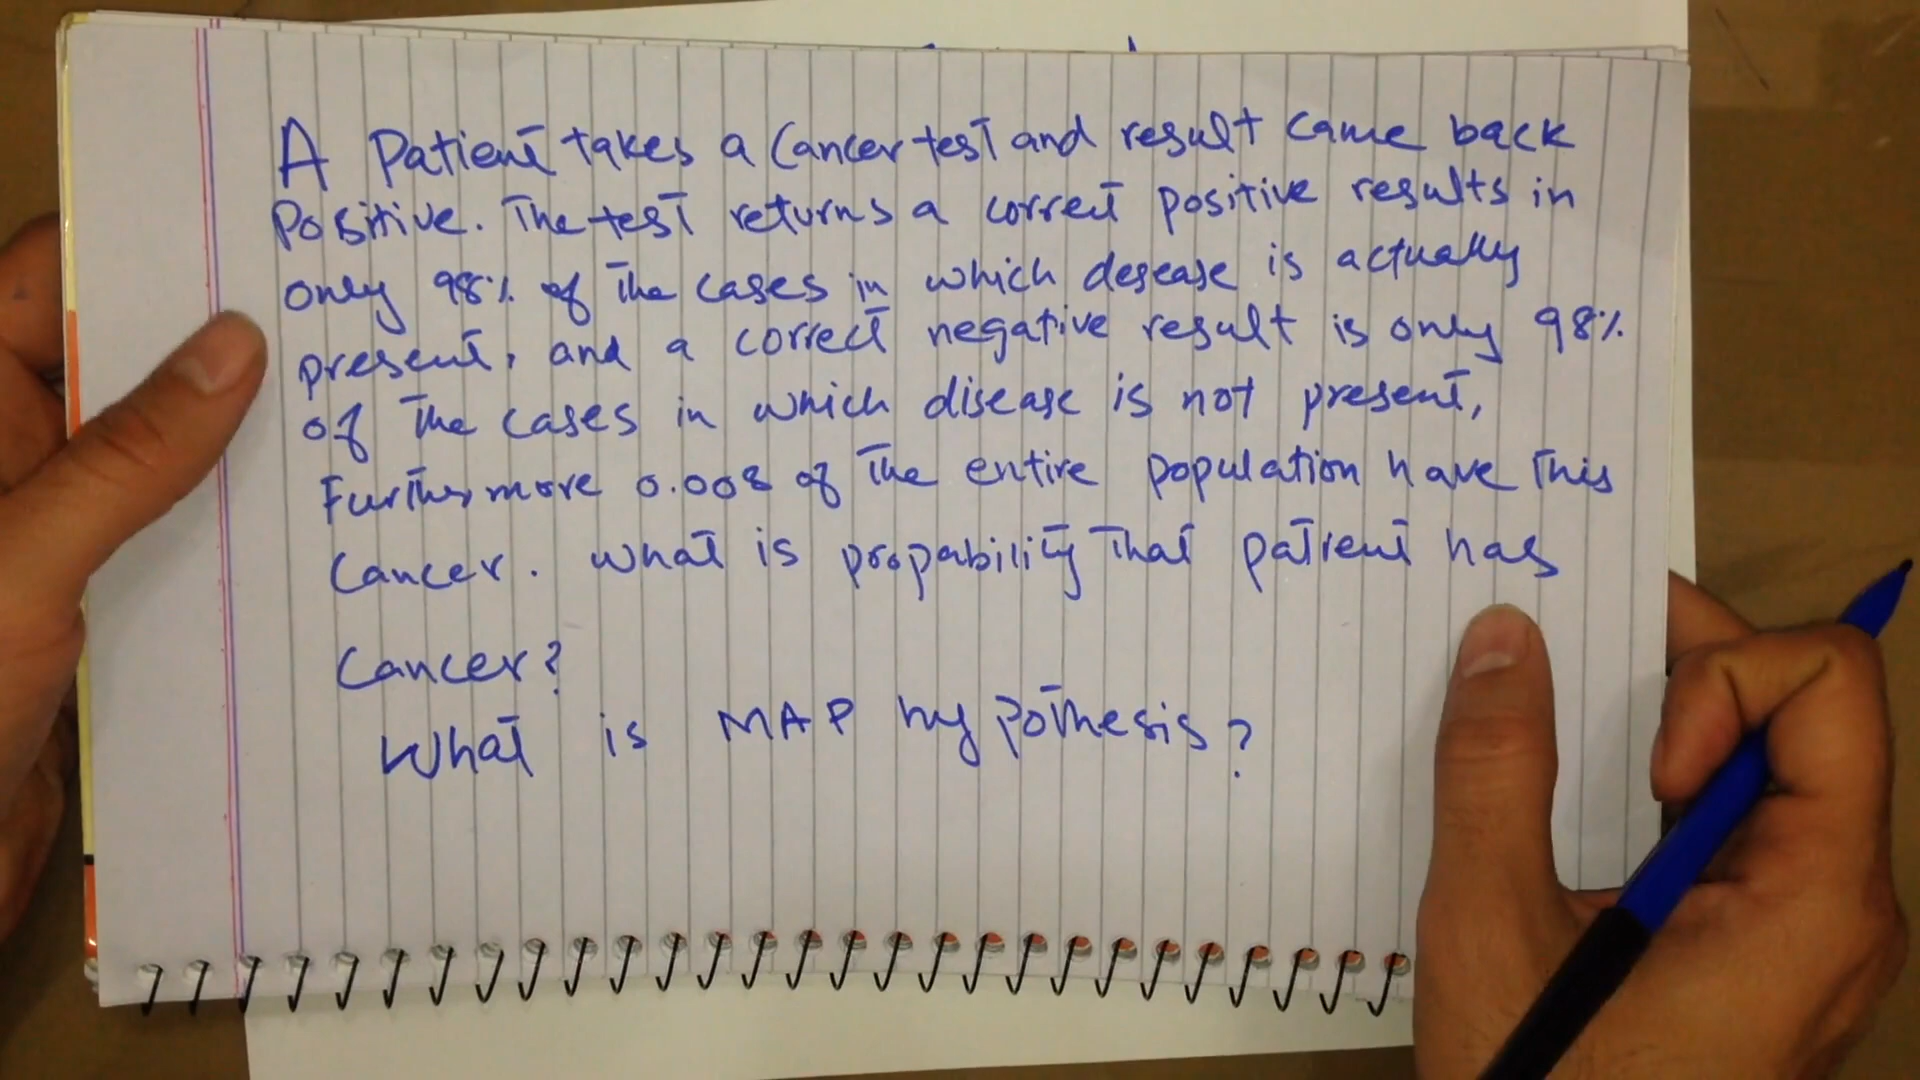 A Patient takes a Cancer test and result came back
Positive. The test returns a correct positive results in
only 98% of the cases in which desease is actually
present, and a correct negative result is only 98%
of the cases in which disease is not present,
Furthermore 0.008 of the entire population have this
Cancer. What is propability that patient has
Cancer?
What is MAP hypothesis?